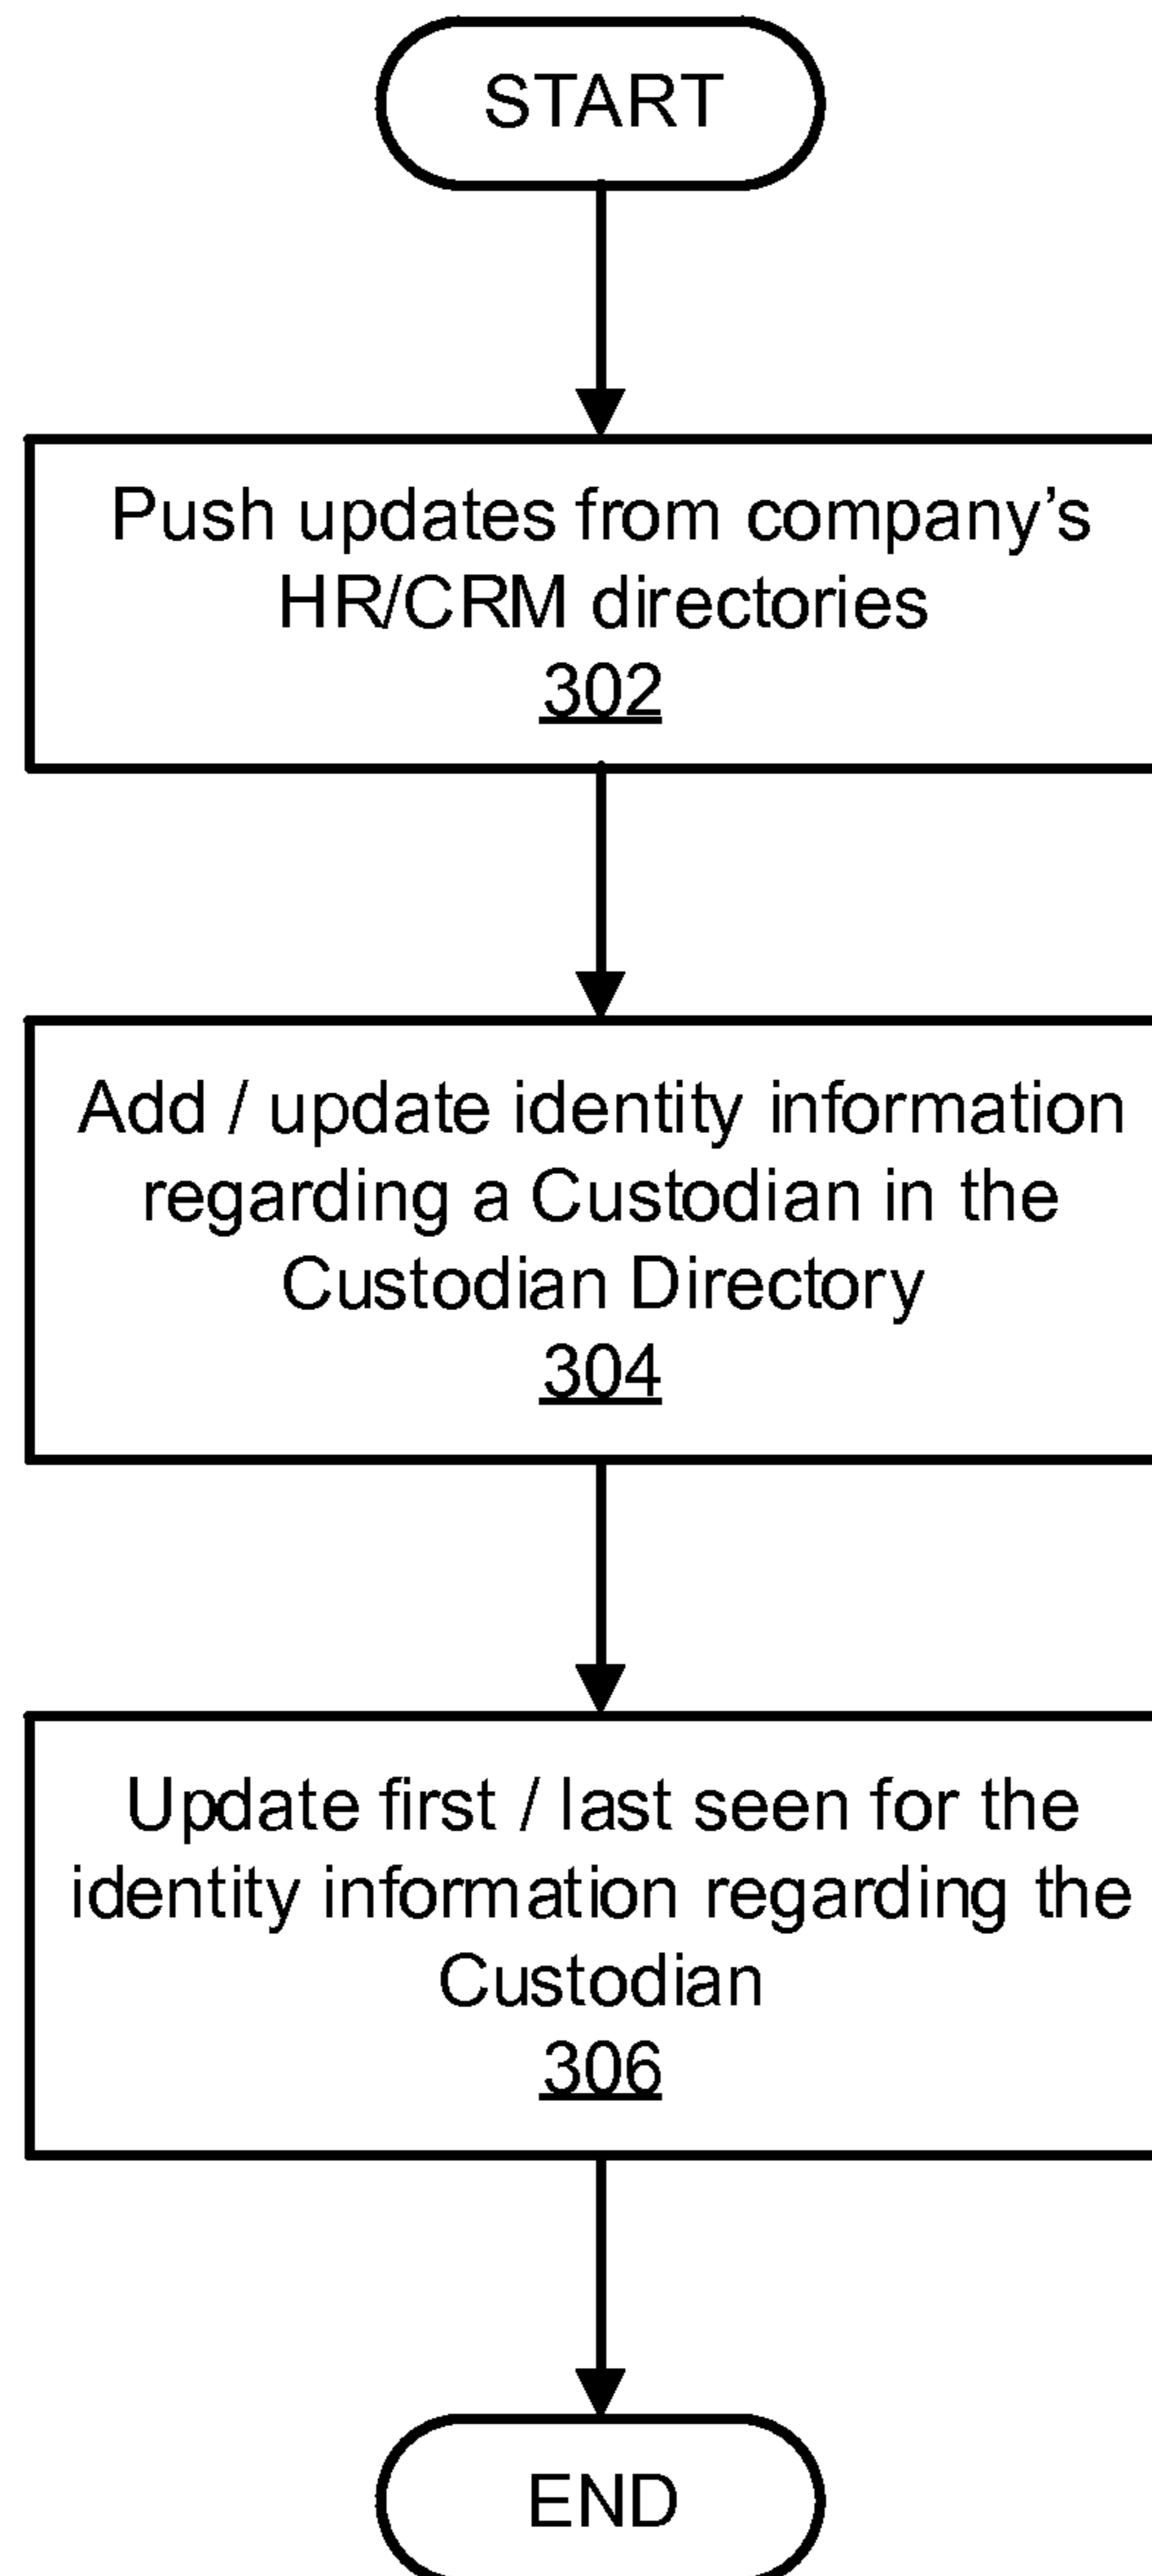 START
Push updates from company’s
HR/CRM directories
302
Add / update identity information
regarding a Custodian in the
Custodian Directory
304
Update first / last seen for the
identity information regarding the
Custodian
306
END